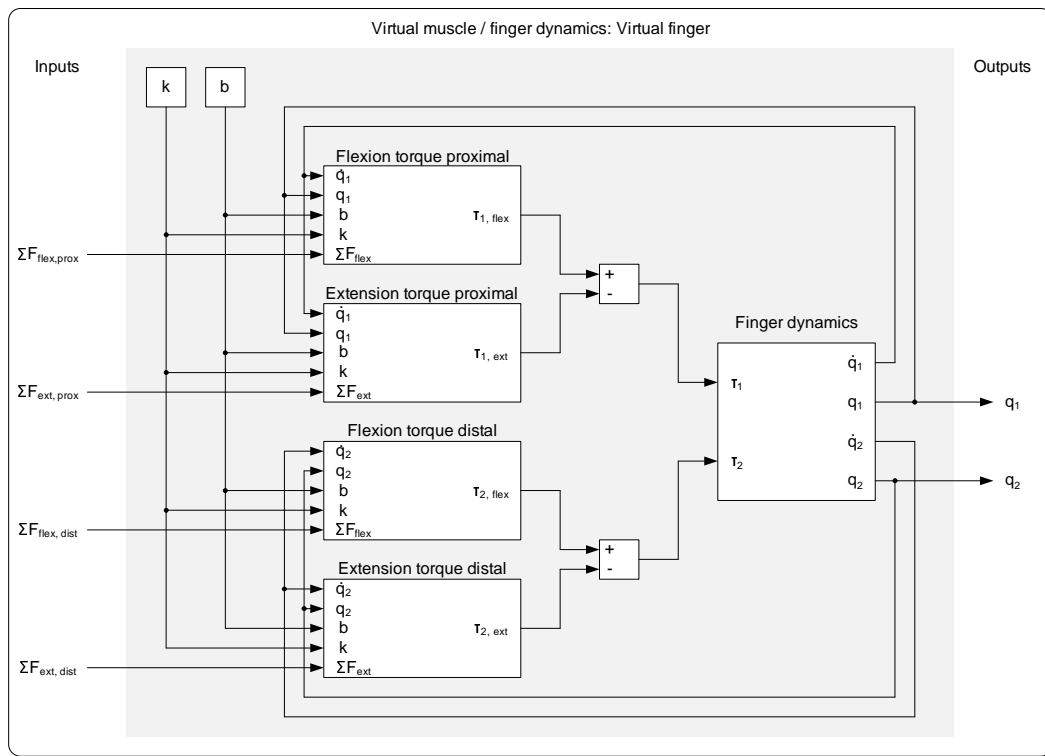 Virtual muscle / finger dynamics: Virtual finger
Inputs
Outputs
k
b
Flexion torque proximal
q̇1
q1
b
k
ΣFflex
τ1, flex
ΣFflex,prox
+
-
Extension torque proximal
q̇1
q1
b
k
ΣFext
τ1, ext
ΣFext, prox
Finger dynamics
τ1
τ2
q̇1
q1
q̇2
q2
q1
q2
Flexion torque distal
q̇2
q2
b
k
ΣFflex
τ2, flex
ΣFflex, dist
+
-
Extension torque distal
q̇2
q2
b
k
ΣFext
τ2, ext
ΣFext, dist